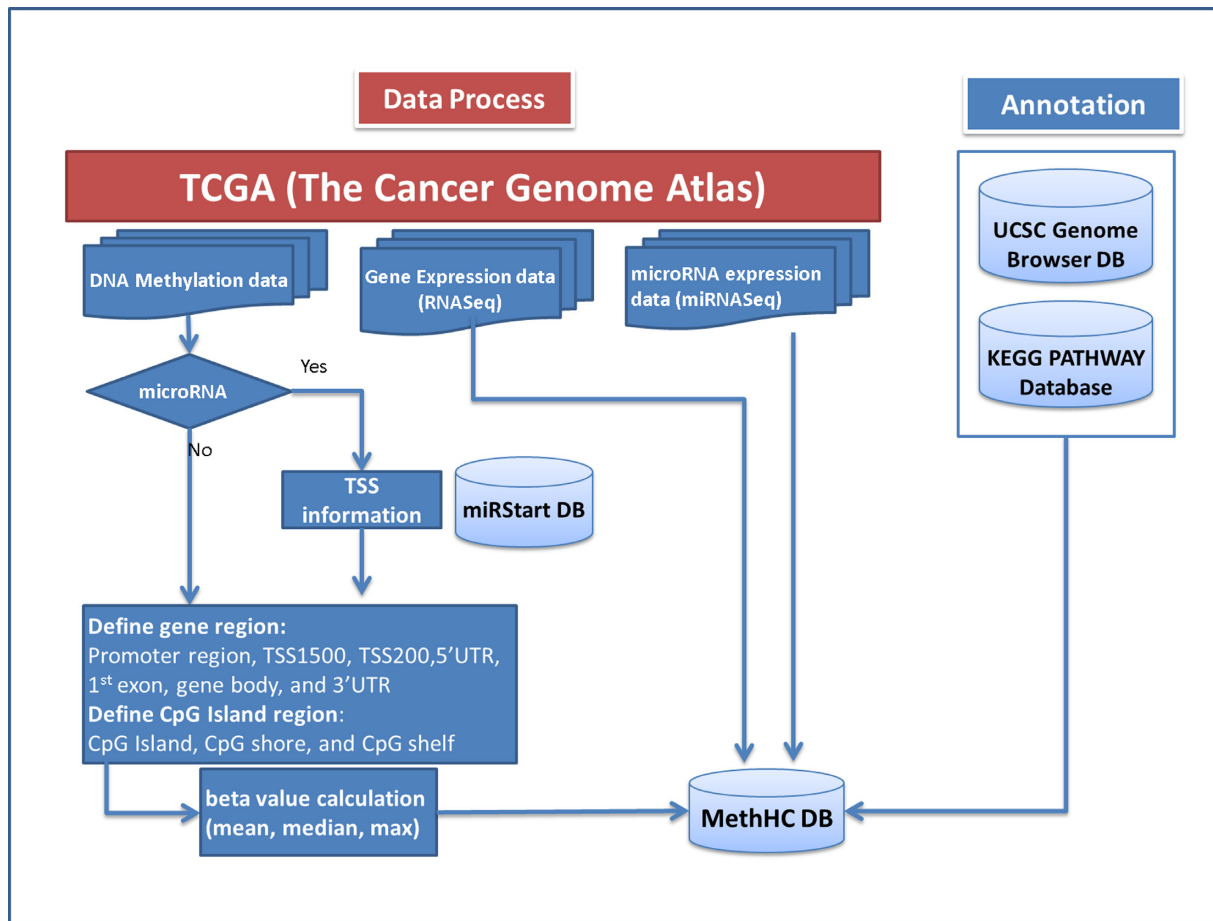 Data Process
Annotation
TCGA (The Cancer Genome Atlas)
DNA Methylation data
Gene Expression data
(RNASeq)
microRNA expression
data (miRNASeq)
UCSC Genome
Browser DB
KEGG PATHWAY
Database
microRNA
Yes
No
TSS
information
miRStart DB
Define gene region:
Promoter region, TSS1500, TSS200,5’UTR,
1st exon, gene body, and 3’UTR
Define CpG Island region:
CpG Island, CpG shore, and CpG shelf
beta value calculation
(mean, median, max)
MethHC DB